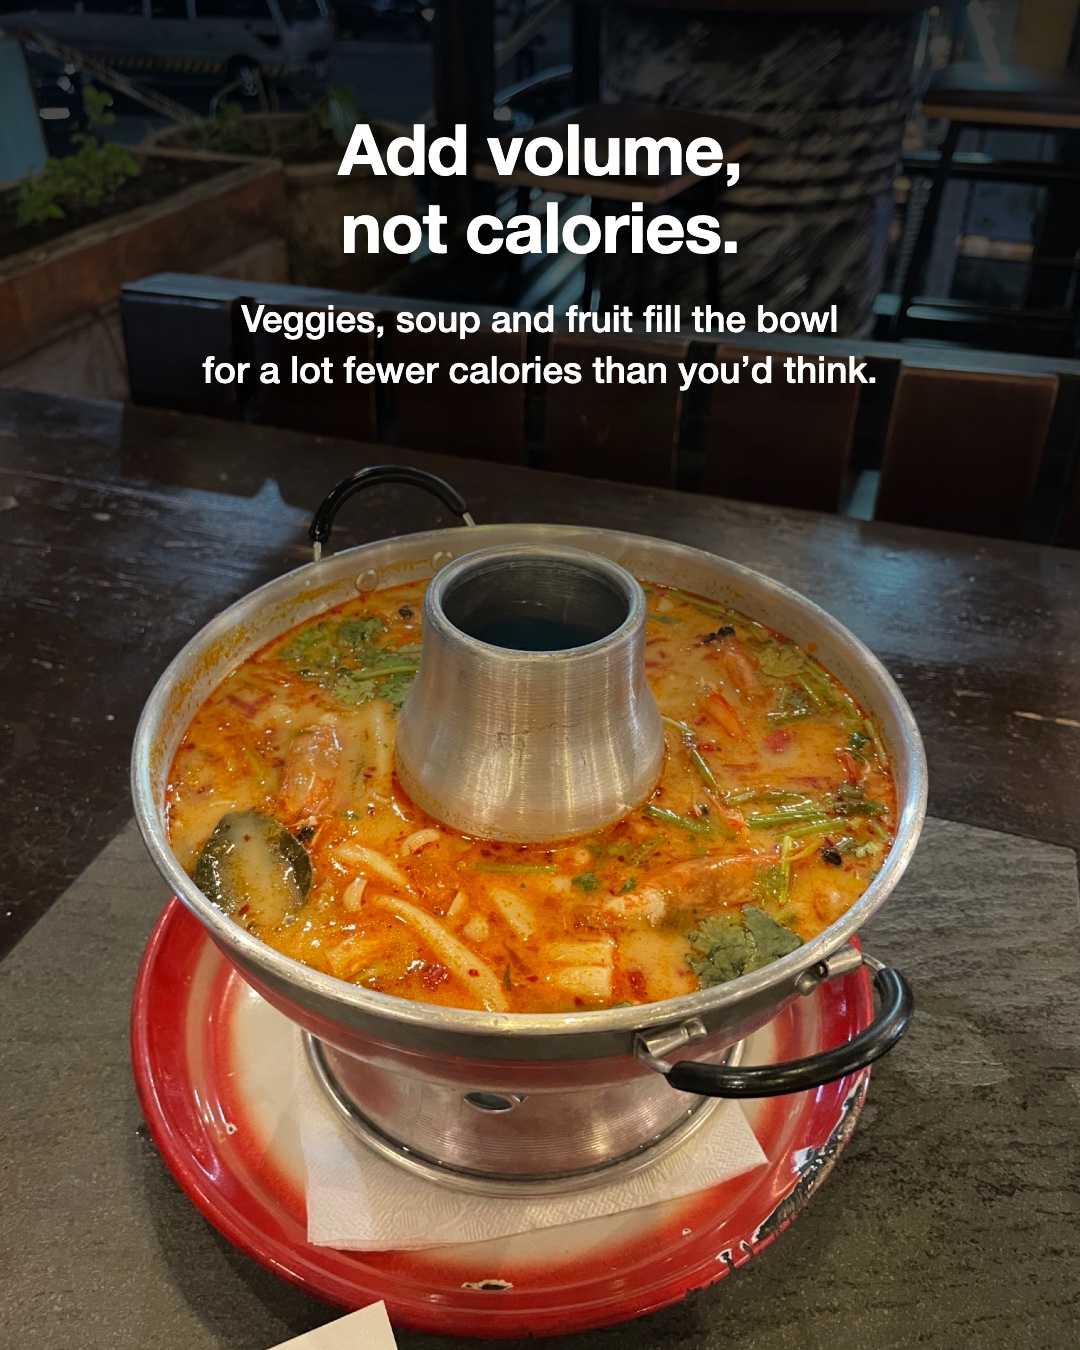 Add volume,
not calories.
Veggies, soup and fruit fill the bowl
for a lot fewer calories than you’d think.